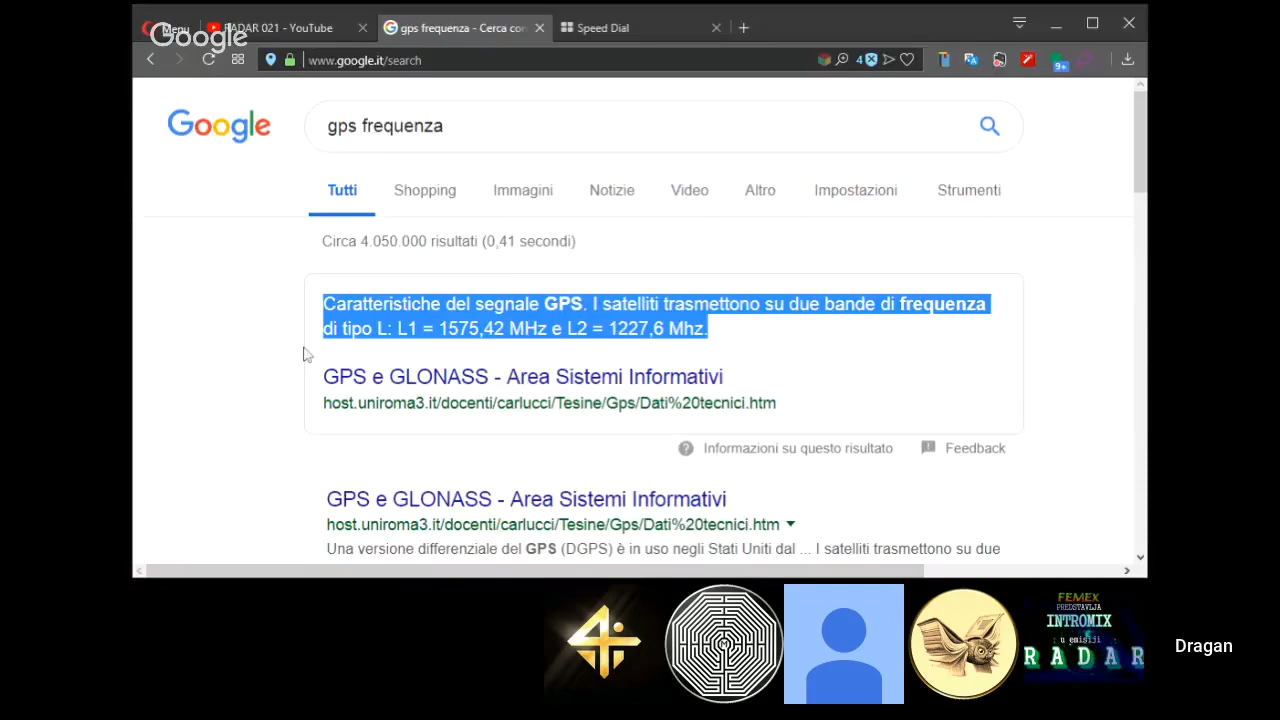 Menu
RADAR 021 - YouTube
gps frequenza - Cerca con
Speed Dial
Google
www.google.it/search
4
9+
Google
gps frequenza
Tutti
Shopping
Immagini
Notizie
Video
Altro
Impostazioni
Strumenti
Circa 4.050.000 risultati (0,41 secondi)
Caratteristiche del segnale GPS. I satelliti trasmettono su due bande di frequenza
di tipo L: L1 = 1575,42 MHz e L2 = 1227,6 Mhz.
GPS e GLONASS - Area Sistemi Informativi
host.uniroma3.it/docenti/carlucci/Tesine/Gps/Dati%20tecnici.htm
Informazioni su questo risultato
Feedback
GPS e GLONASS - Area Sistemi Informativi
host.uniroma3.it/docenti/carlucci/Tesine/Gps/Dati%20tecnici.htm
Una versione differenziale del GPS (DGPS) è in uso negli Stati Uniti dal ... I satelliti trasmettono su due
FEMEX
PREDSTAVLJA
INTROMIX
u emisiji
RADAR
Dragan